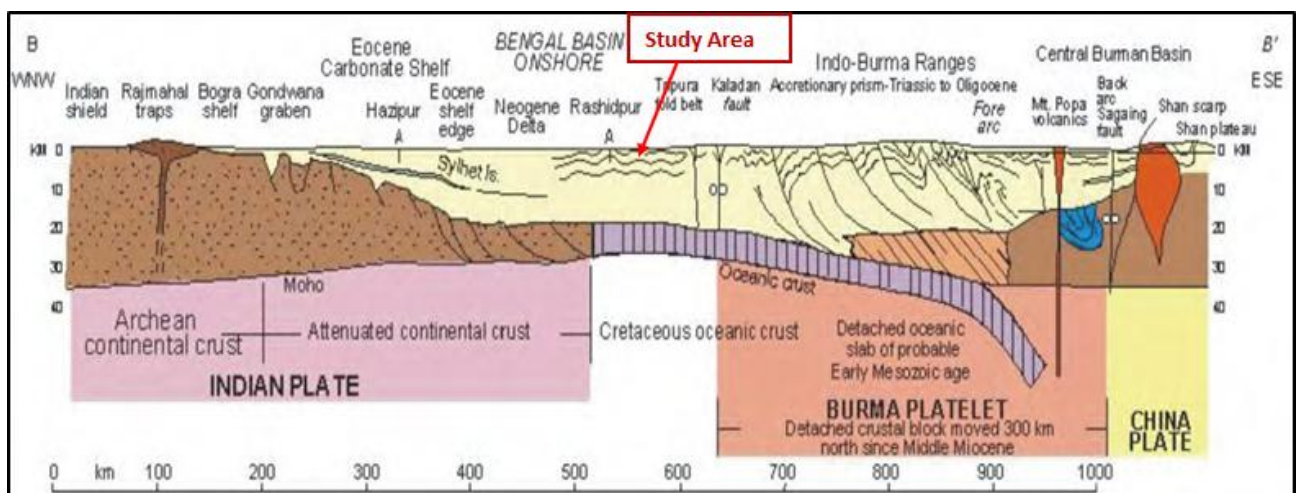 B
WNW
Indian shield
Rajmahal traps
Bogra shelf
Gondwana graben
Eocene
Carbonate Shelf
Hazipur
A
Eocene shelf edge
BENGAL BASIN
ONSHORE
Neogene Delta
Rashidpur
A
Study Area
Tripura fold belt
Kaladan fault
Indo-Burma Ranges
Accretionary prism-Triassic to Oligocene
Fore arc
Central Burman Basin
Mt. Popa volcanics
Back arc
Sagaing fault
Shan scarp
Shan plateau
B'
ESE
KM 0
10
20
30
40
0 KM
10
20
30
40
Sylhet ls.
Moho
Oceanic crust
Archean
continental crust
Attenuated continental crust
Cretaceous oceanic crust
INDIAN PLATE
Detached oceanic
slab of probable
Early Mesozoic age
BURMA PLATELET
Detached crustal block moved 300 km
north since Middle Miocene
CHINA
PLATE
0 km 100 200 300 400 500 600 700 800 900 1000